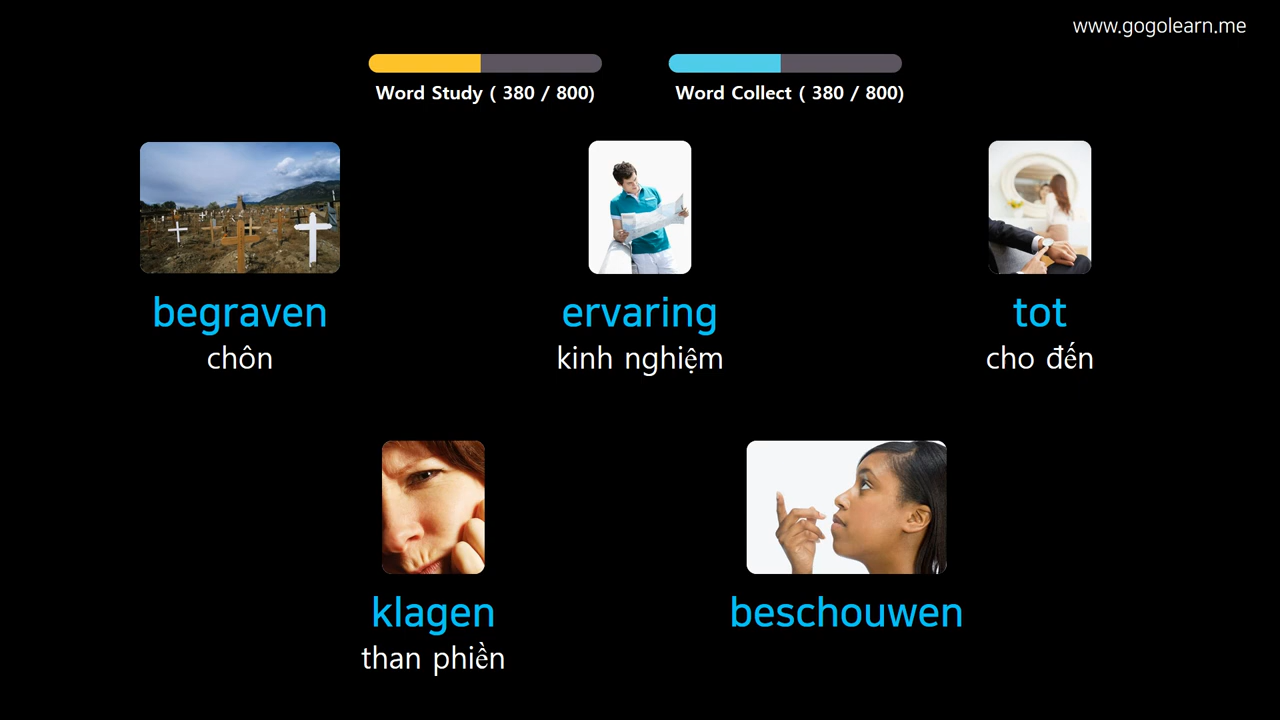 www.gogolearn.me
Word Study ( 380 / 800)
Word Collect ( 380 / 800)
begraven
chôn
ervaring
kinh nghiệm
tot
cho đến
klagen
than phiền
beschouwen